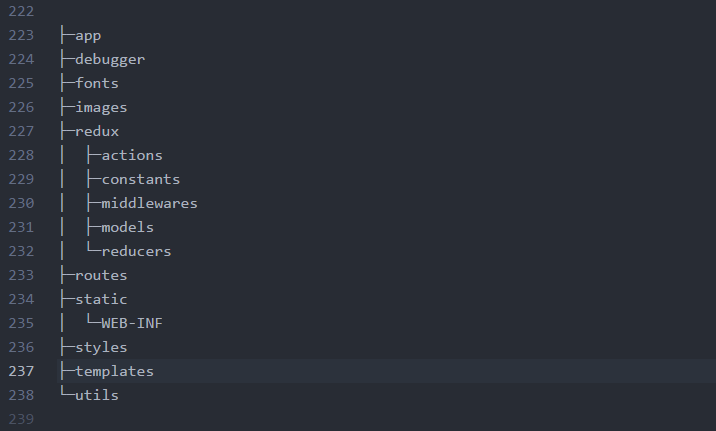 222
223 ├─app
224 ├─debugger
225 ├─fonts
226 ├─images
227 ├─redux
228 │  ├─actions
229 │  ├─constants
230 │  ├─middlewares
231 │  ├─models
232 │  └─reducers
233 ├─routes
234 ├─static
235 │  └─WEB-INF
236 ├─styles
237 ├─templates
238 └─utils
239